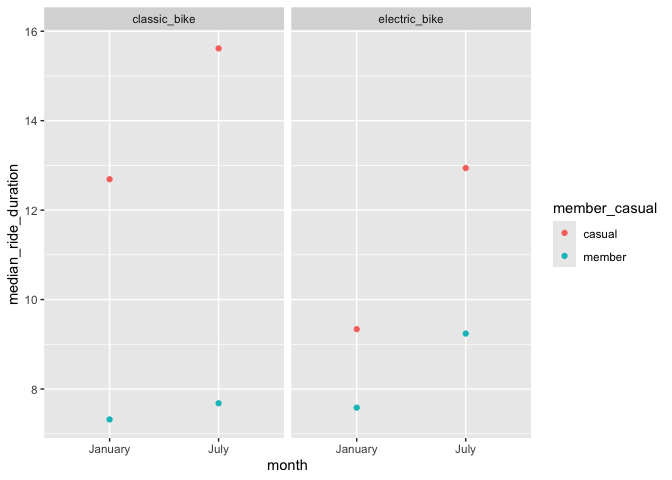 classic_bike
electric_bike
16
14
12
10
8
median_ride_duration
January
July
January
July
month
member_casual
casual
member